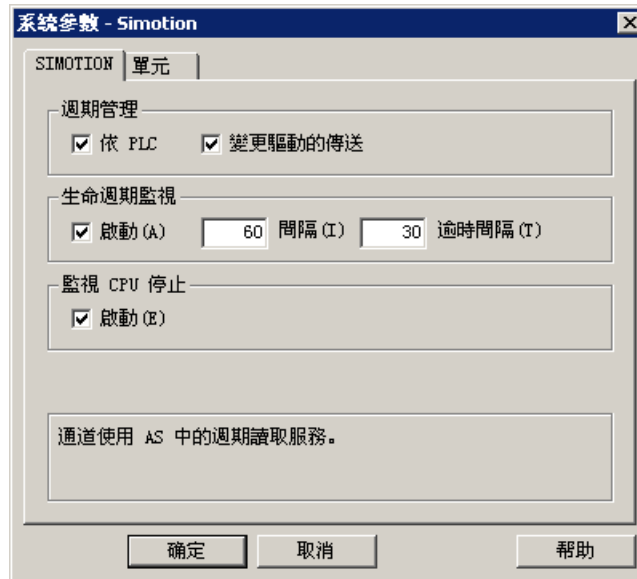 系統參數 - Simotion
SIMOTION 單元
週期管理
依 PLC 變更驅動的傳送
生命週期監視
啟動(A) 60 間隔(I) 30 逾時間隔(T)
監視 CPU 停止
啟動(E)
通道使用 AS 中的週期讀取服務。
确定 取消 帮助